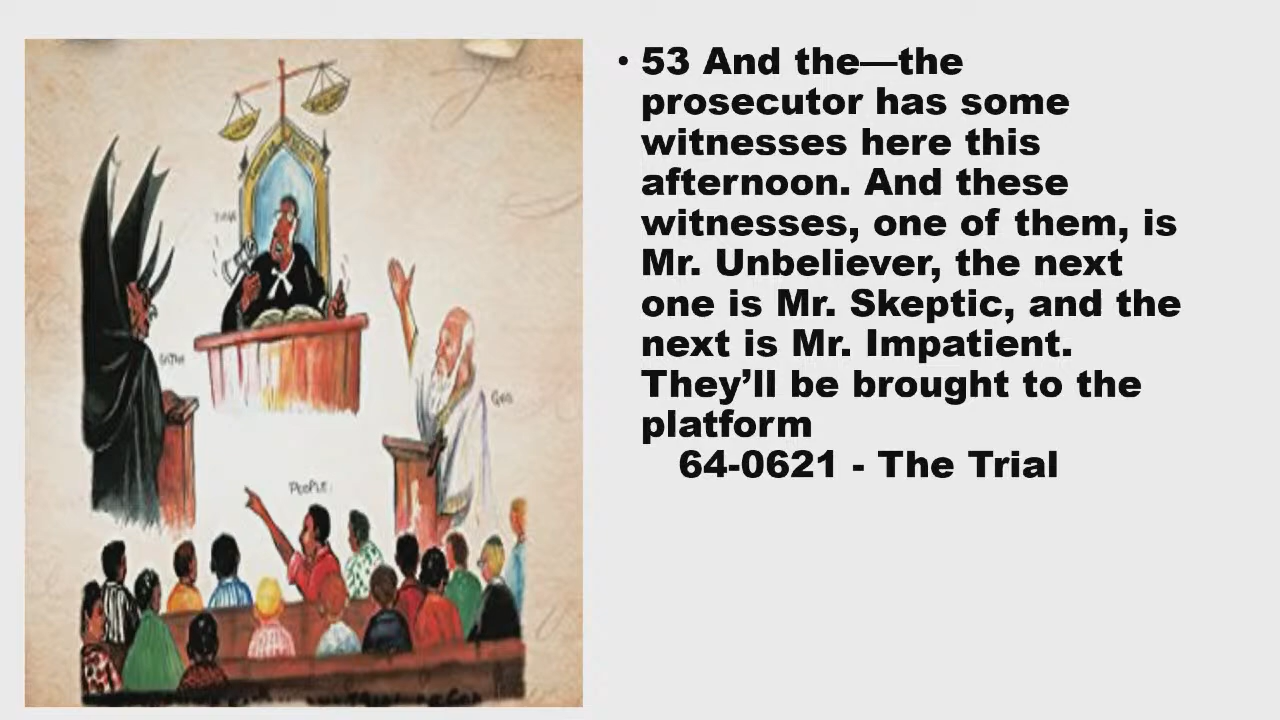 • 53 And the—the
prosecutor has some
witnesses here this
afternoon. And these
witnesses, one of them, is
Mr. Unbeliever, the next
one is Mr. Skeptic, and the
next is Mr. Impatient.
They’ll be brought to the
platform
64-0621 - The Trial
SATAN
GOD
PEOPLE